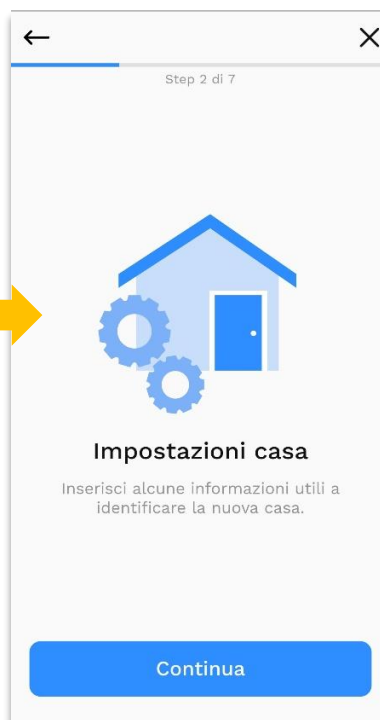 Step 2 di 7
Impostazioni casa
Inserisci alcune informazioni utili a
identificare la nuova casa.
Continua